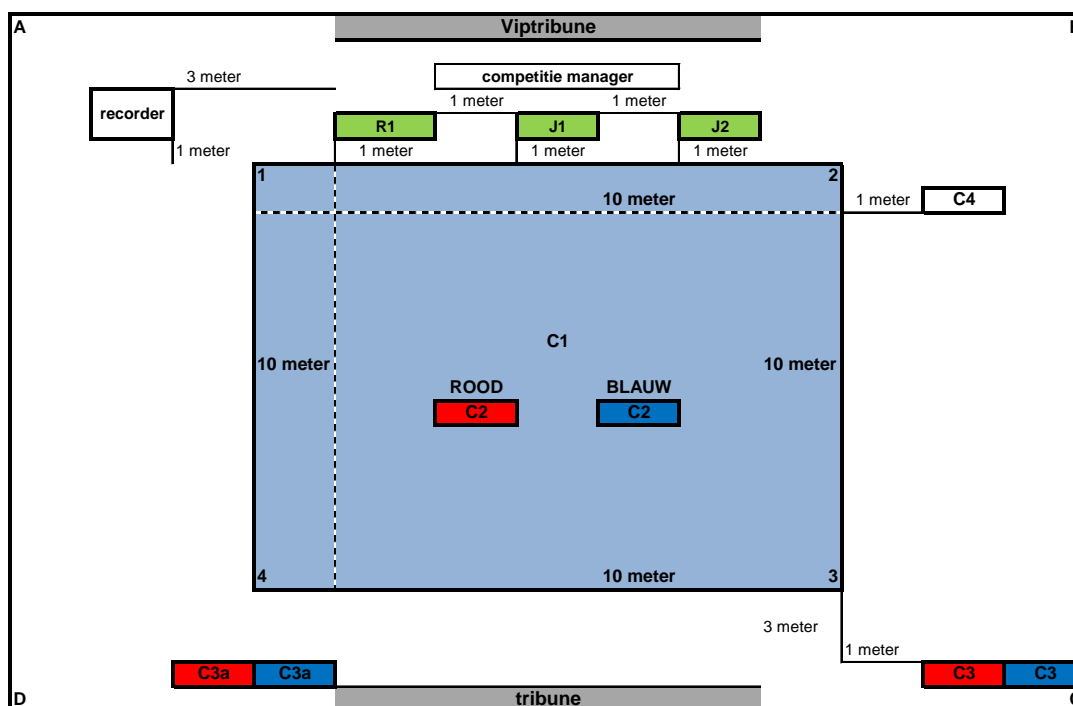 A
Viptribune
3 meter
competitie manager
recorder
1 meter
1 meter
R1
J1
J2
1 meter
1 meter
1 meter
1 meter
1
2
10 meter
1 meter
C4
C1
10 meter
10 meter
ROOD
BLAUW
C2
C2
4
10 meter
3
3 meter
1 meter
C3a
C3a
C3
C3
D
tribune